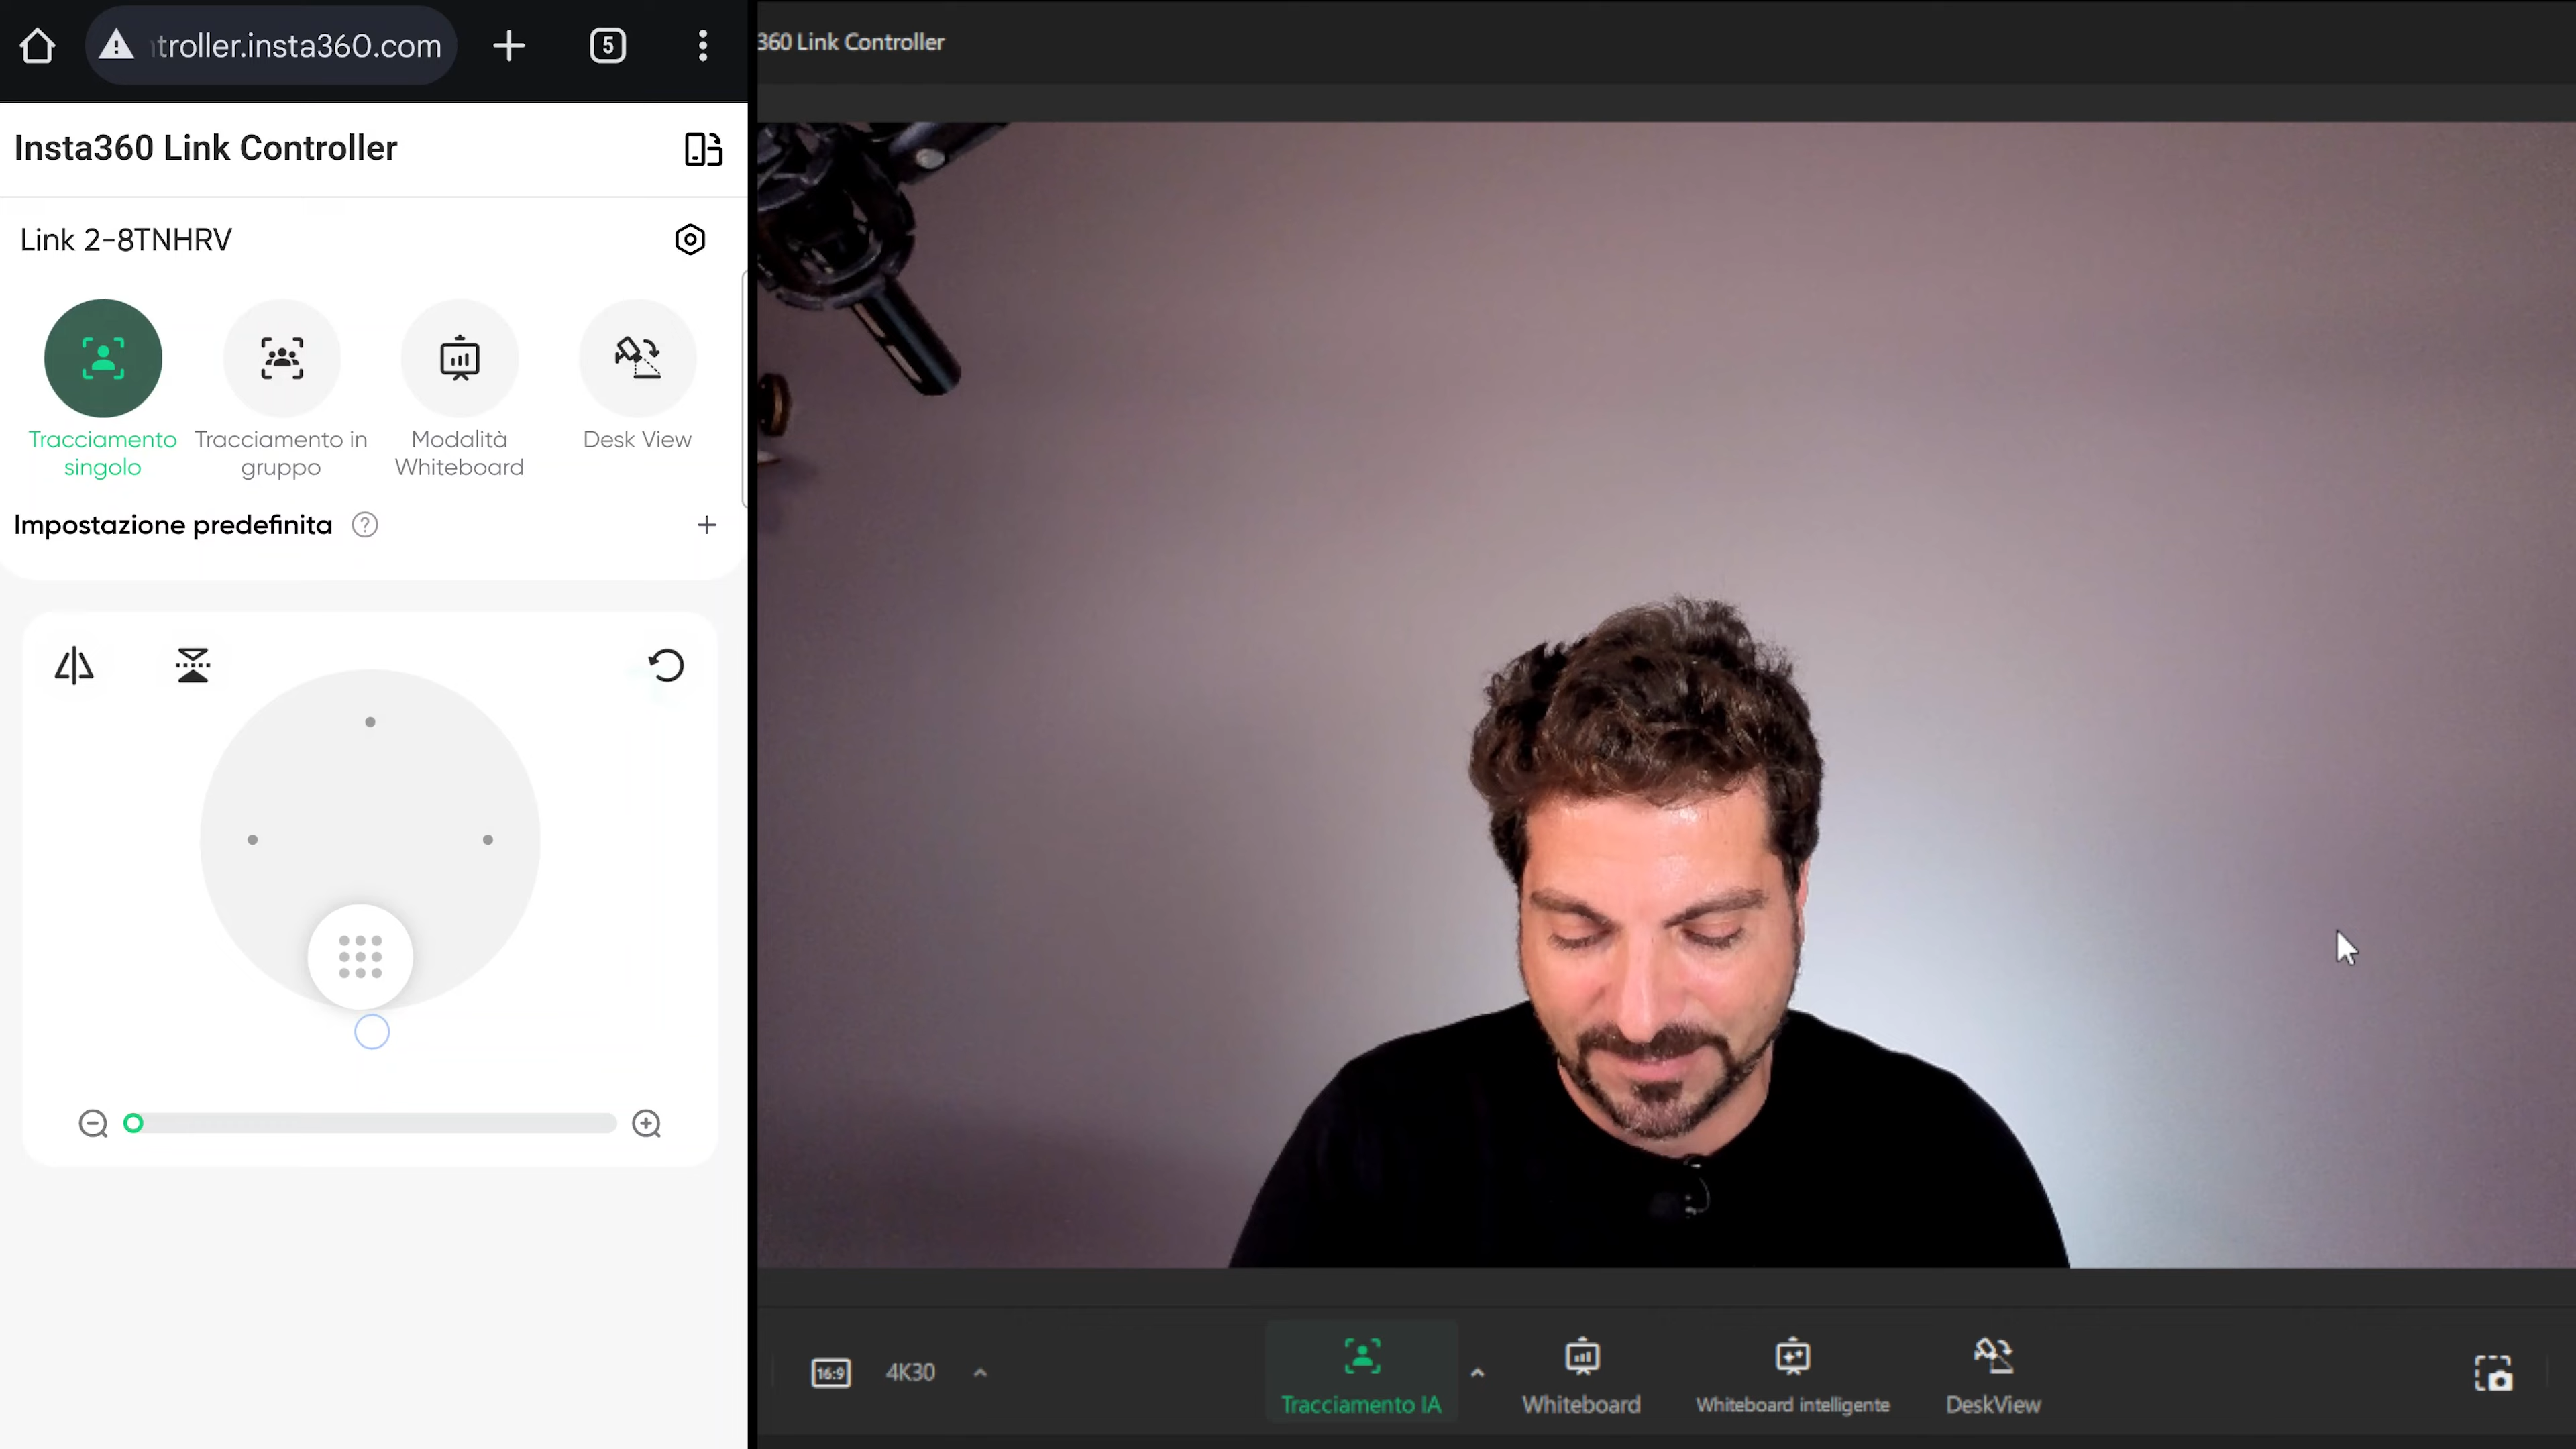 ntroller.insta360.com
5
Insta360 Link Controller
Link 2-8TNHRV
Tracciamento singolo
Tracciamento in gruppo
Modalità Whiteboard
Desk View
Impostazione predefinita ?
360 Link Controller
16:9
4K30
Tracciamento IA
Whiteboard
Whiteboard intelligente
DeskView